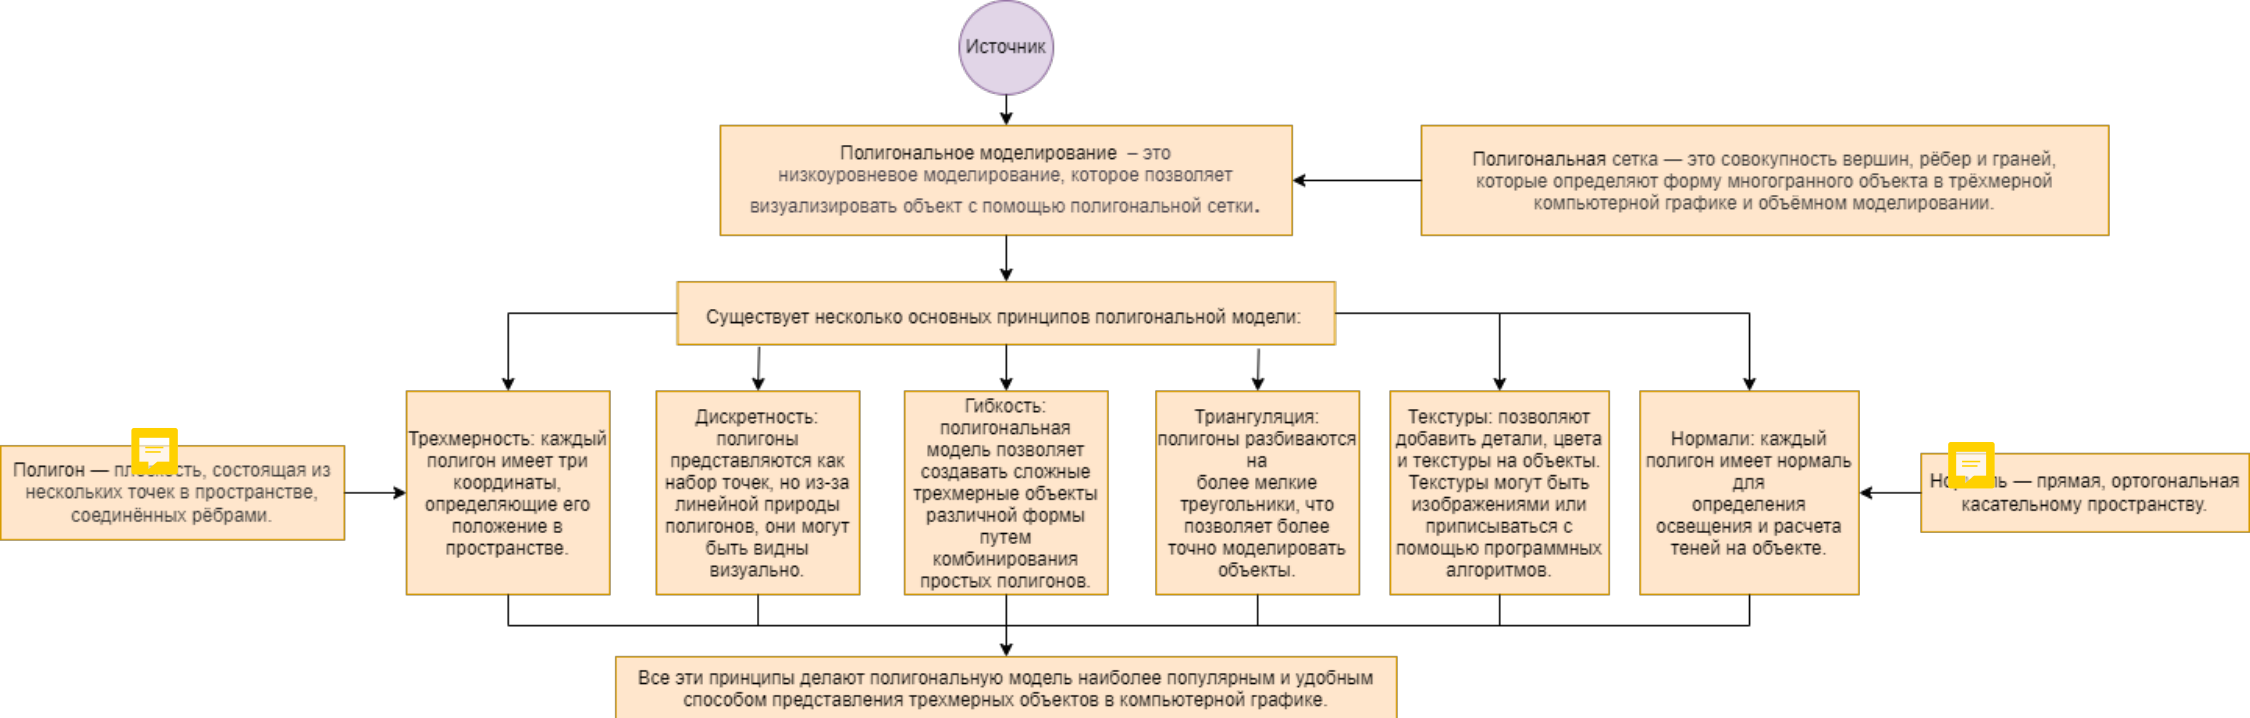 Источник
Полигональное моделирование – это
низкоуровневое моделирование, которое позволяет
визуализировать объект с помощью полигональной сетки.
Полигональная сетка — это совокупность вершин, рёбер и граней,
которые определяют форму многогранного объекта в трёхмерной
компьютерной графике и объёмном моделировании.
Существует несколько основных принципов полигональной модели:
Полигон — состоящая из
нескольких точек в пространстве,
соединённых рёбрами.
Трехмерность: каждый
полигон имеет три
координаты,
определяющие его
положение в
пространстве.
Дискретность:
полигоны
представляются как
набор точек, но из-за
линейной природы
полигонов, они могут
быть видны
визуально.
Гибкость:
полигональная
модель позволяет
создавать сложные
трехмерные объекты
различной формы
путем
комбинирования
простых полигонов.
Триангуляция:
полигоны разбиваются
на
более мелкие
треугольники, что
позволяет более
точно моделировать
объекты.
Текстуры: позволяют
добавить детали, цвета
и текстуры на объекты.
Текстуры могут быть
изображениями или
приписываться с
помощью программных
алгоритмов.
Нормали: каждый
полигон имеет нормаль
для
определения
освещения и расчета
теней на объекте.
— прямая, ортогональная
касательному пространству.
Все эти принципы делают полигональную модель наиболее популярным и удобным
способом представления трехмерных объектов в компьютерной графике.